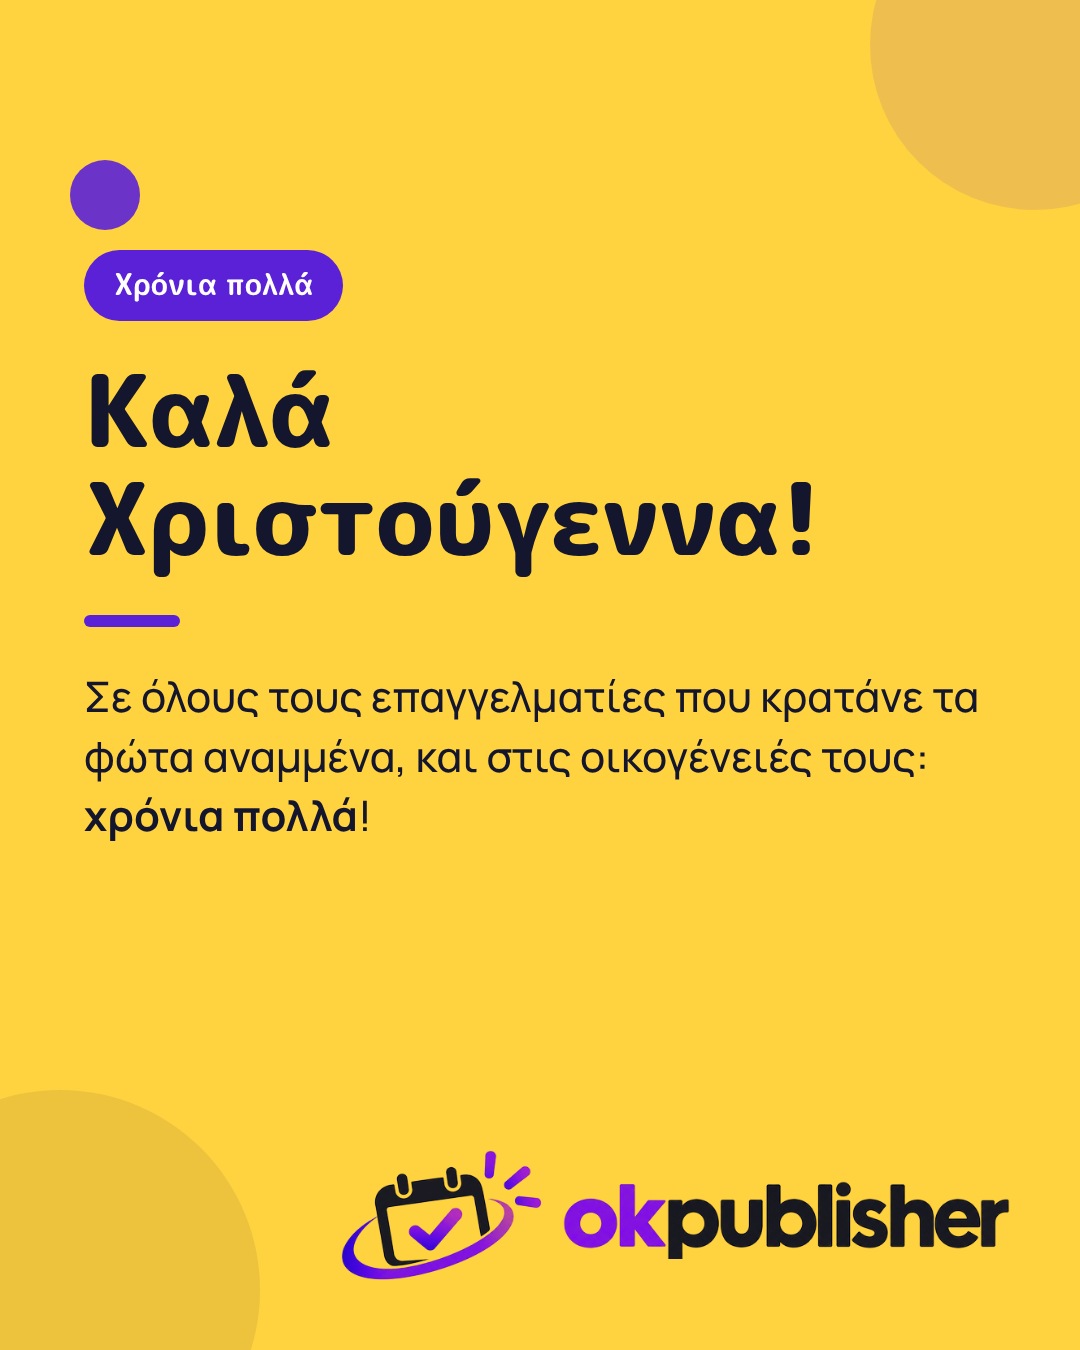 Χρόνια πολλά
Καλά
Χριστούγεννα!
Σε όλους τους επαγγελματίες που κρατάνε τα
φώτα αναμμένα, και στις οικογένειές τους:
χρόνια πολλά!
okpublisher